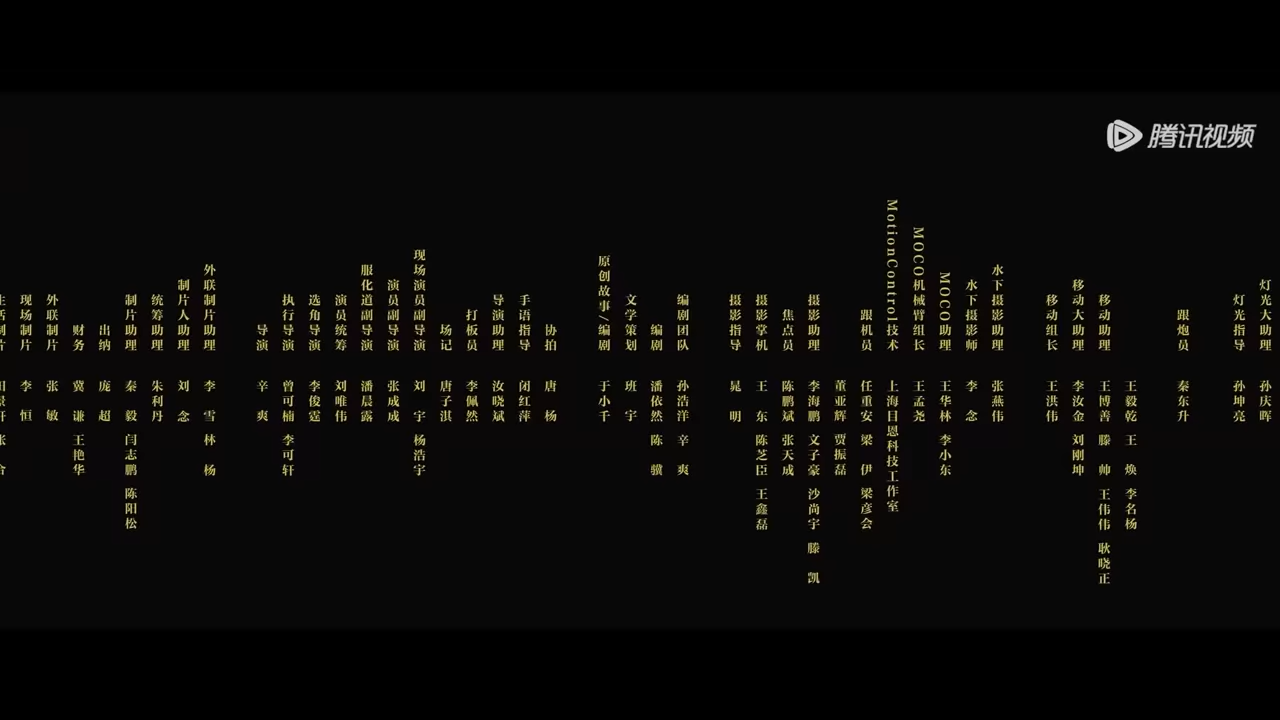 腾讯视频
现场制片 李恒
外联制片 张敏
财务 冀谦 王艳华
出纳 庞超
制片助理 秦毅 闫志鹏 陈阳松
统筹助理 朱利丹
制片人助理 刘念
外联制片助理 李雪 林杨
导演 辛爽
执行导演 曾可楠 李可轩
选角导演 李俊霆
演员统筹 刘唯伟
服化道副导演 潘晨露
演员副导演 张成成
现场演员副导演 刘宇 杨浩宇
场记 唐子淇
打板员 李佩然
导演助理 汝晓斌
手语指导 闭红萍
协拍 唐杨
原创故事/编剧 于小千
文学策划 班宇
编剧 潘依然 陈骥
编剧团队 孙浩洋 辛爽
摄影指导 晁明
摄影掌机 王东 陈芝臣 王鑫磊
焦点员 陈鹏斌 张天成
摄影助理 李海鹏 文子豪 沙尚宇 滕凯
董亚辉 贾振磊
跟机员 任重安 梁伊 梁彦会
MotionControl技术 上海目恩科技工作室
MOCO机械臂组长 王孟尧
MOCO助理 王华林 李小东
水下摄影师 李念
水下摄影助理 张燕伟
移动组长 王洪伟
移动大助理 李汝金 刘刚坤
移动助理 王博善 滕帅 王伟伟 耿晓正
王毅乾 王焕 李名杨
跟炮员 秦东升
灯光指导 孙坤亮
灯光大助理 孙庆晖